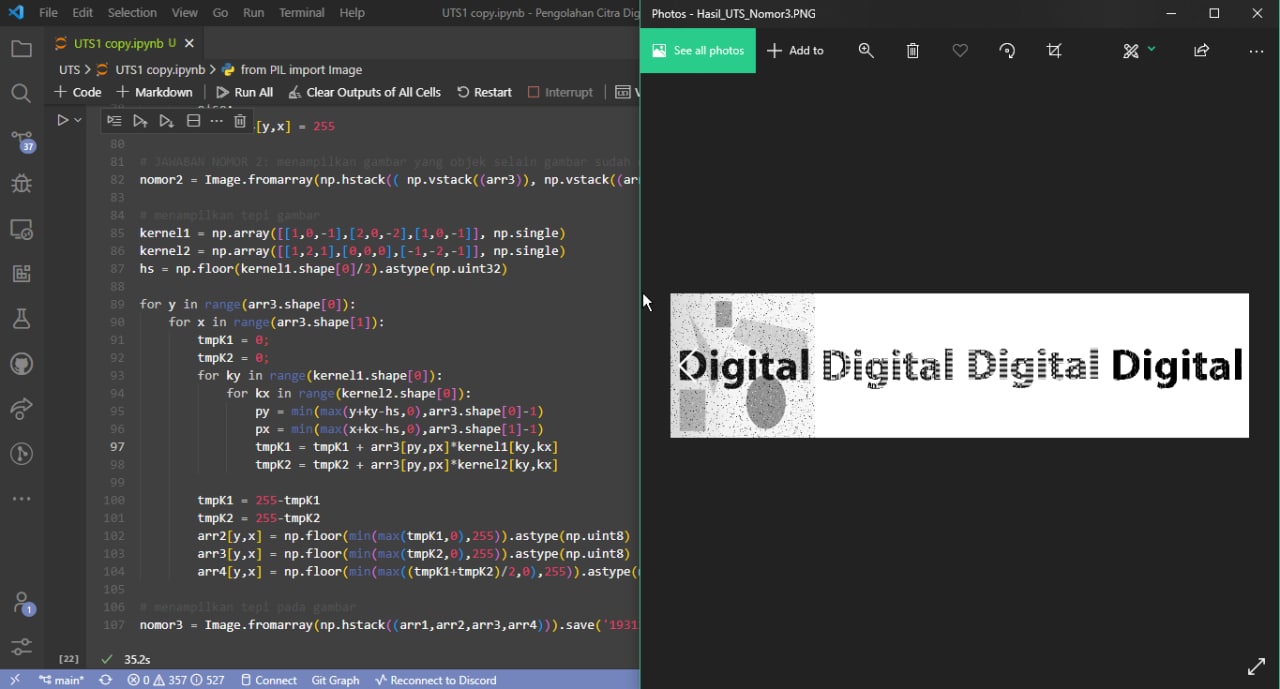 File Edit Selection View Go Run Terminal Help
UTS1 copy.ipynb - Pengolahan Citra Dig
UTS1 copy.ipynb U
UTS > UTS1 copy.ipynb > from PIL import Image
+ Code + Markdown Run All Clear Outputs of All Cells Restart Interrupt
[y,x] = 255
80
81 # JAWABAN NOMOR 2: menampilkan gambar yang objek selain gambar sudah
82 nomor2 = Image.fromarray(np.hstack(( np.vstack((arr3)), np.vstack((ar
83
84 # menampilkan tepi gambar
85 kernel1 = np.array([[1,0,-1],[2,0,-2],[1,0,-1]], np.single)
86 kernel2 = np.array([[1,2,1],[0,0,0],[-1,-2,-1]], np.single)
87 hs = np.floor(kernel1.shape[0]/2).astype(np.uint32)
88
89 for y in range(arr3.shape[0]):
90 for x in range(arr3.shape[1]):
91 tmpK1 = 0;
92 tmpK2 = 0;
93 for ky in range(kernel1.shape[0]):
94 for kx in range(kernel2.shape[0]):
95 py = min(max(y+ky-hs,0),arr3.shape[0]-1)
96 px = min(max(x+kx-hs,0),arr3.shape[1]-1)
97 tmpK1 = tmpK1 + arr3[py,px]*kernel1[ky,kx]
98 tmpK2 = tmpK2 + arr3[py,px]*kernel2[ky,kx]
99
100 tmpK1 = 255-tmpK1
101 tmpK2 = 255-tmpK2
102 arr2[y,x] = np.floor(min(max(tmpK1,0),255)).astype(np.uint8)
103 arr3[y,x] = np.floor(min(max(tmpK2,0),255)).astype(np.uint8)
104 arr4[y,x] = np.floor(min(max((tmpK1+tmpK2)/2,0),255)).astype(
105
106 # menampilkan tepi pada gambar
107 nomor3 = Image.fromarray(np.hstack((arr1,arr2,arr3,arr4))).save('1931
[22] 35.2s
37
1
main* 0 357 527 Connect Git Graph Reconnect to Discord
Photos - Hasil_UTS_Nomor3.PNG
See all photos + Add to
Digital Digital Digital Digital